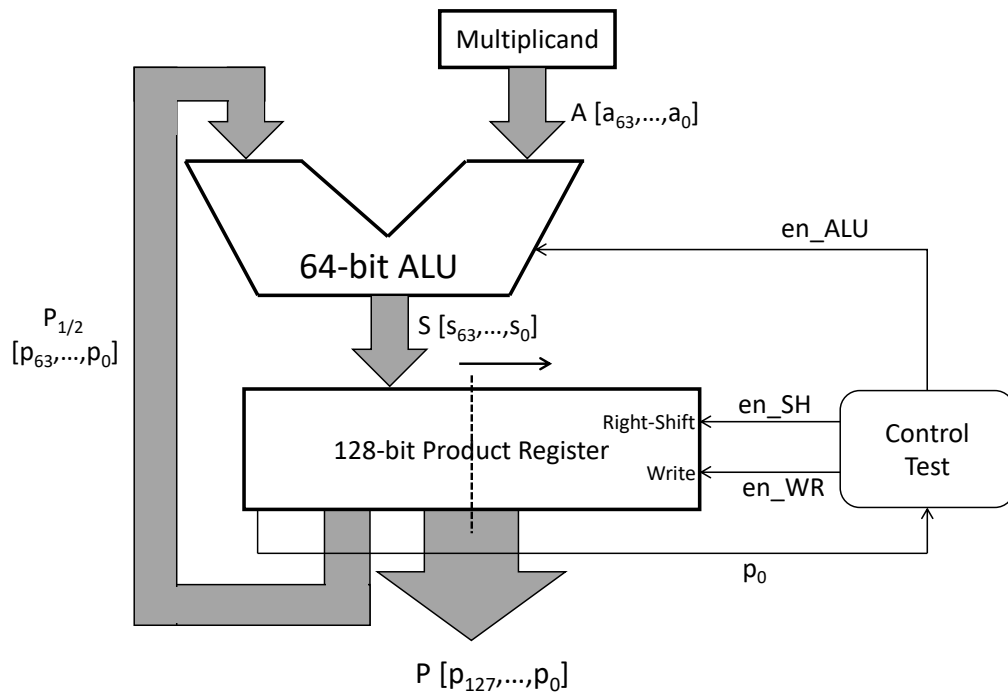 Multiplicand
A [a₆₃,...,a₀]
en_ALU
64-bit ALU
P₁/₂
[p₆₃,...,p₀]
S [s₆₃,...,s₀]
Right-Shift
en_SH
128-bit Product Register
Control
Test
Write
en_WR
p₀
P [p₁₂₇,...,p₀]